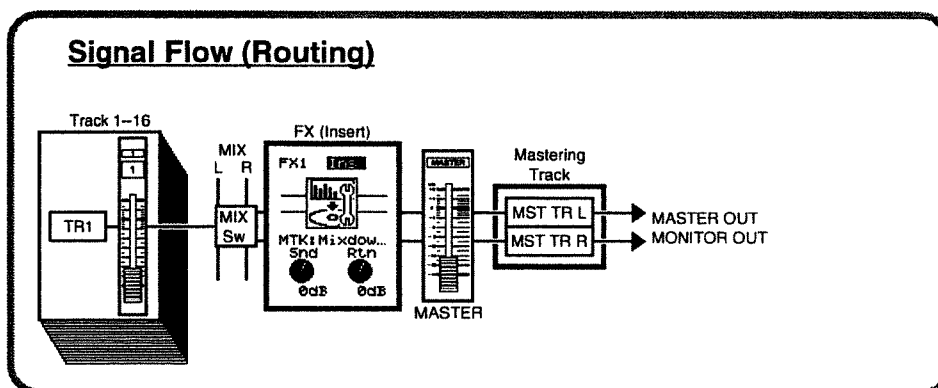 Signal Flow (Routing)
Track 1–16
1
1
TR1
MIX
L R
MIX
Sw
FX (Insert)
FX1
MTK:Mixdow...
Snd Rtn
0dB 0dB
MASTER
MASTER
Mastering
Track
MST TR L
MST TR R
MASTER OUT
MONITOR OUT